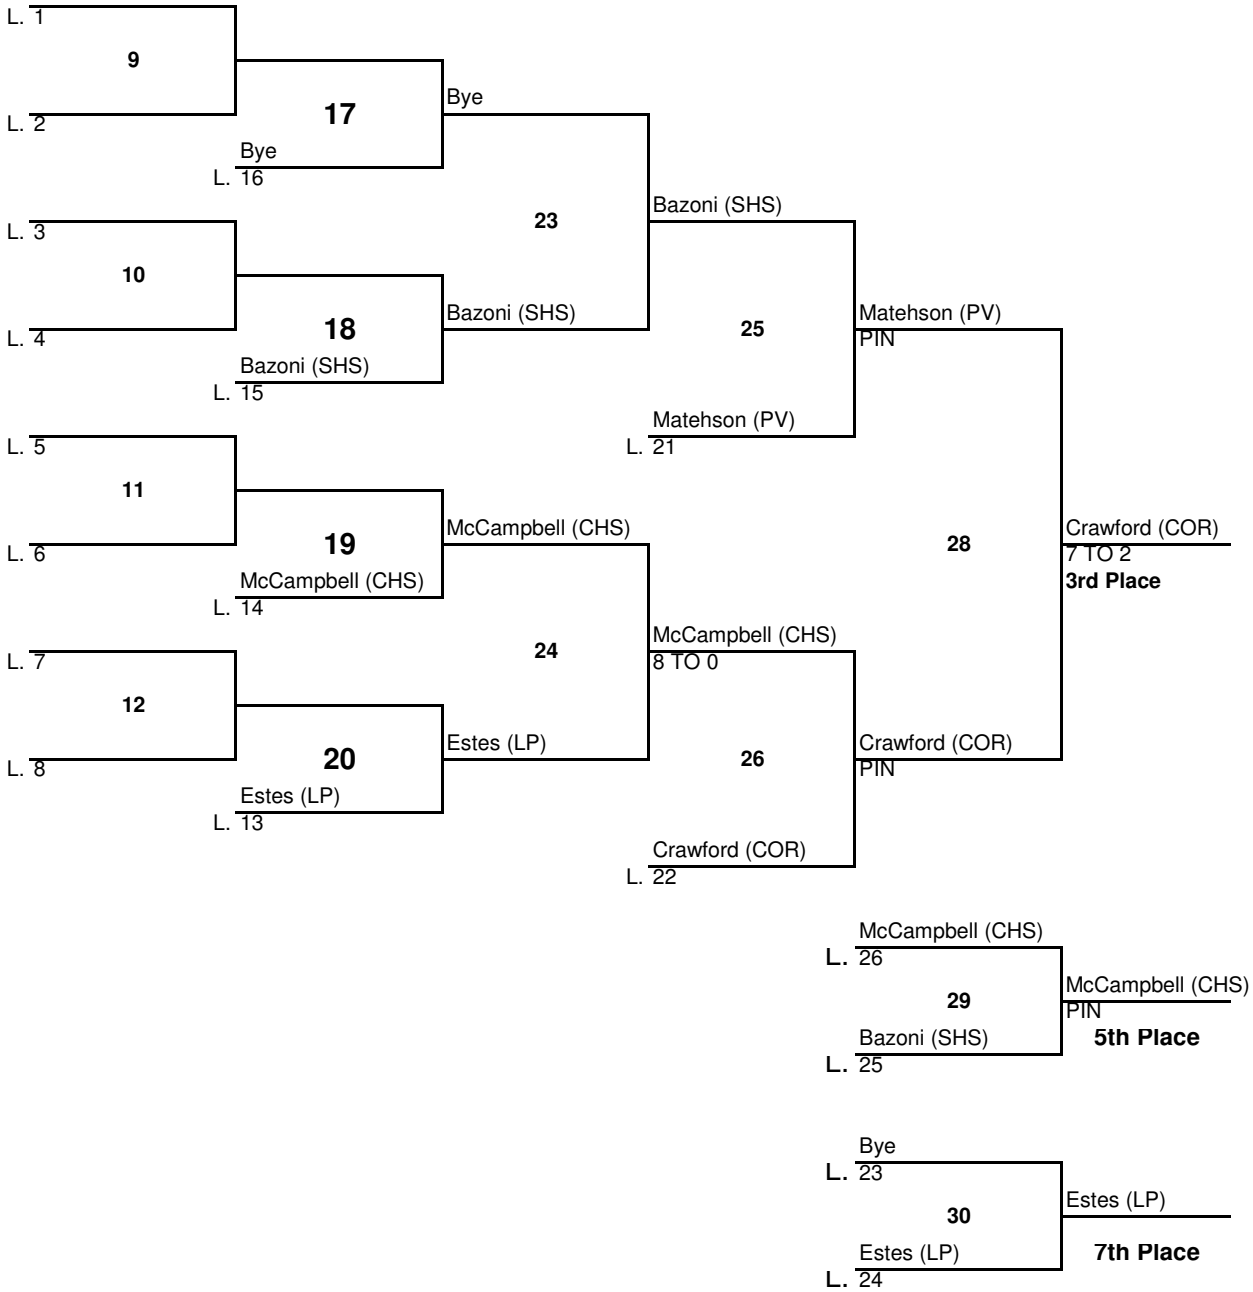 L. 1
9
L. 2
17
Bye
Bye
L. 16
L. 3
10
L. 4
18
Bazoni (SHS)
L. 15
Bazoni (SHS)
23
Bazoni (SHS)
L. 5
11
L. 6
19
McCampbell (CHS)
L. 14
McCampbell (CHS)
L. 7
12
L. 8
20
Estes (LP)
L. 13
Estes (LP)
24
McCampbell (CHS)
8 TO 0
25
Matehson (PV)
L. 21
Matehson (PV)
PIN
26
Crawford (COR)
L. 22
Crawford (COR)
PIN
28
Crawford (COR)
7 TO 2
3rd Place
McCampbell (CHS)
L. 26
29
Bazoni (SHS)
L. 25
McCampbell (CHS)
PIN
5th Place
Bye
L. 23
30
Estes (LP)
L. 24
Estes (LP)
7th Place